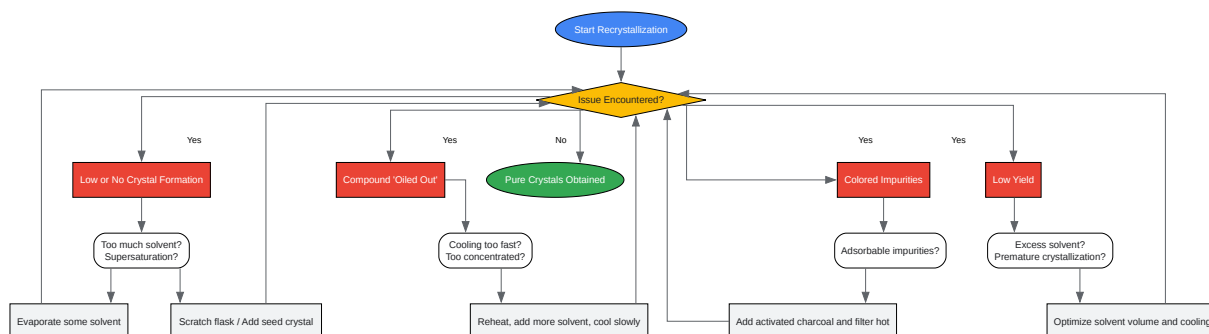 Start Recrystallization
Issue Encountered?
Yes
Yes
No
Yes
Yes
Low or No Crystal Formation
Compound 'Oiled Out'
Pure Crystals Obtained
Colored Impurities
Low Yield
Too much solvent?
Supersaturation?
Cooling too fast?
Too concentrated?
Adsorbable impurities?
Excess solvent?
Premature crystallization?
Evaporate some solvent
Scratch flask / Add seed crystal
Reheat, add more solvent, cool slowly
Add activated charcoal and filter hot
Optimize solvent volume and cooling